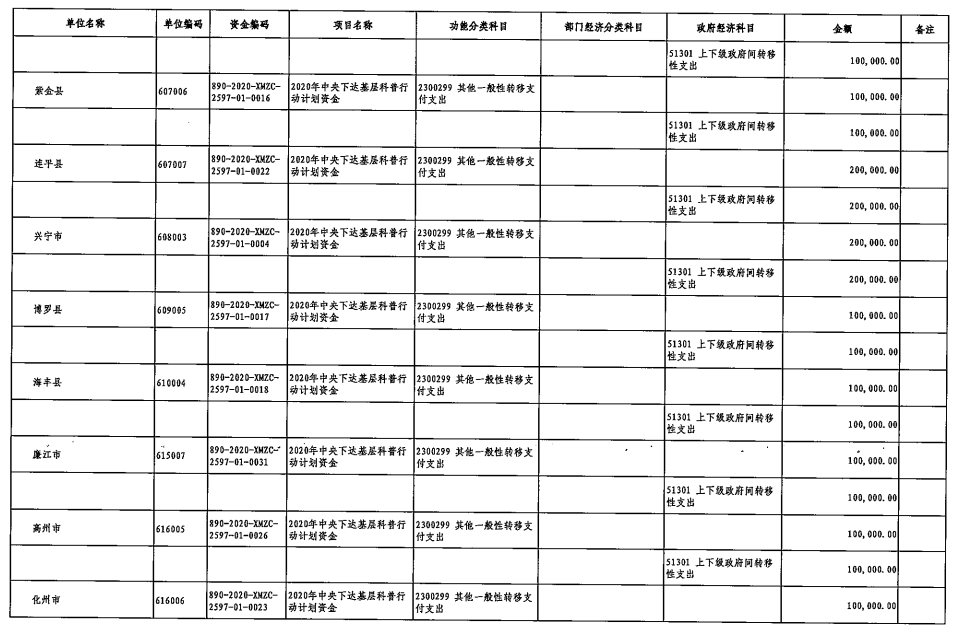 单位名称 单位编码 资金编码 项目名称 功能分类科目 部门经济分类科目 政府经济科目 金额 备注
51301 上下级政府间转移
性支出 100,000.00
紫金县 607006 890-2020-XMZC- 2020年中央下达基层科普行 2300299 其他一般性转移支
2597-01-0016 动计划资金 付支出 100,000.00
51301 上下级政府间转移
性支出 100,000.00
连平县 607007 890-2020-XMZC- 2020年中央下达基层科普行 2300299 其他一般性转移支
2597-01-0022 动计划资金 付支出 200,000.00
51301 上下级政府间转移
性支出 200,000.00
兴宁市 608003 890-2020-XMZC- 2020年中央下达基层科普行 2300299 其他一般性转移支
2597-01-0004 动计划资金 付支出 200,000.00
51301 上下级政府间转移
性支出 200,000.00
博罗县 609005 890-2020-XMZC- 2020年中央下达基层科普行 2300299 其他一般性转移支
2597-01-0017 动计划资金 付支出 100,000.00
51301 上下级政府间转移
性支出 100,000.00
海丰县 610004 890-2020-XMZC- 2020年中央下达基层科普行 2300299 其他一般性转移支
2597-01-0018 动计划资金 付支出 100,000.00
51301 上下级政府间转移
性支出 100,000.00
廉江市 615007 890-2020-XMZC- 2020年中央下达基层科普行 2300299 其他一般性转移支
2597-01-0031 动计划资金 付支出 100,000.00
51301 上下级政府间转移
性支出 100,000.00
高州市 616005 890-2020-XMZC- 2020年中央下达基层科普行 2300299 其他一般性转移支
2597-01-0026 动计划资金 付支出 100,000.00
51301 上下级政府间转移
性支出 100,000.00
化州市 616006 890-2020-XMZC- 2020年中央下达基层科普行 2300299 其他一般性转移支
2597-01-0023 动计划资金 付支出 100,000.00